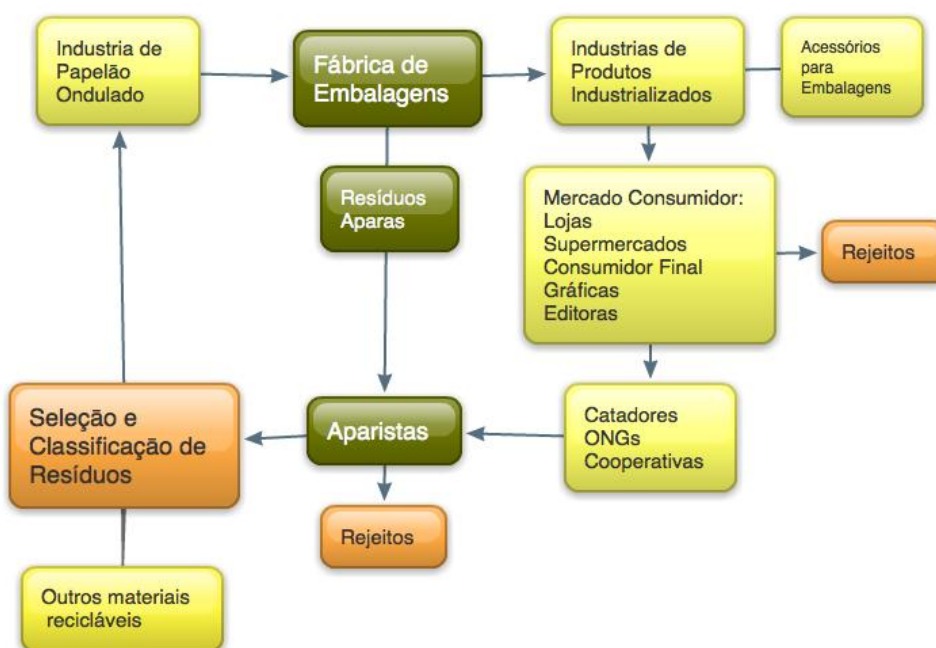 Industria de
Papelão
Ondulado
Fábrica de
Embalagens
Industrias de
Produtos
Industrializados
Acessórios
para
Embalagens
Resíduos
Aparas
Mercado Consumidor:
Lojas
Supermercados
Consumidor Final
Gráficas
Editoras
Rejeitos
Seleção e
Classificação de
Resíduos
Aparistas
Catadores
ONGs
Cooperativas
Rejeitos
Outros materiais
recicláveis